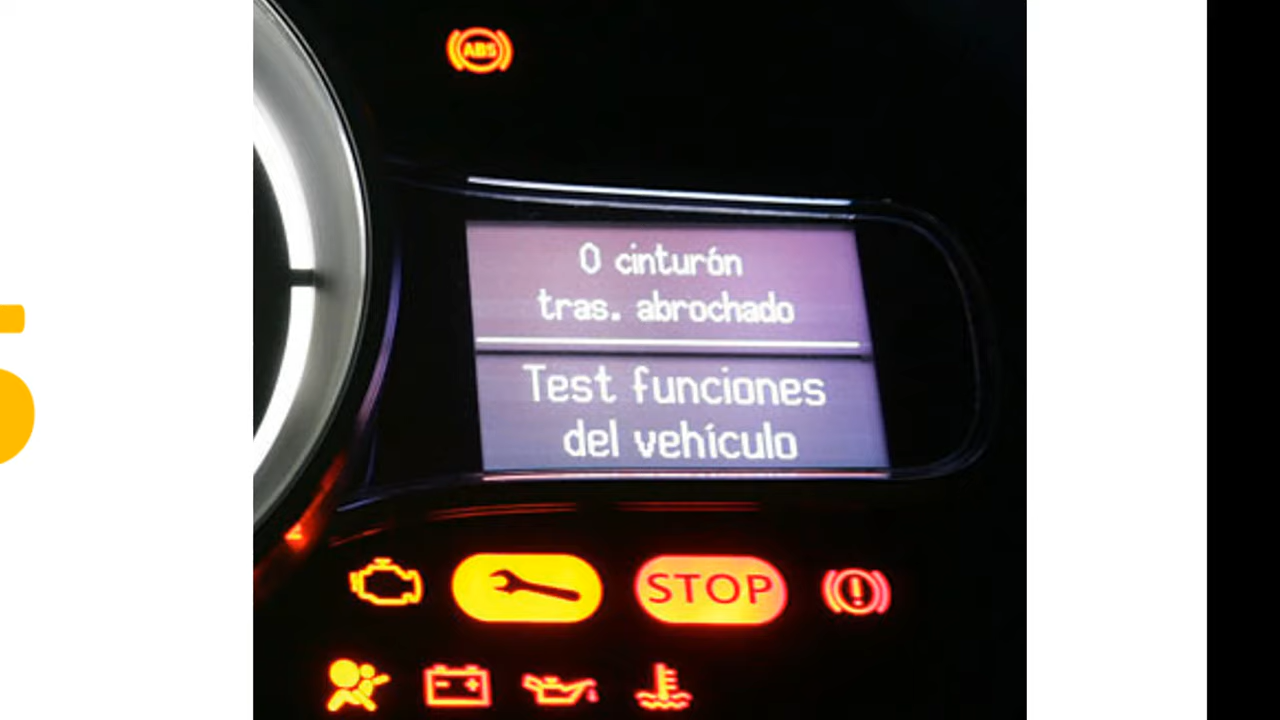 ABS
0 cinturón
tras. abrochado
Test funciones
del vehículo
STOP